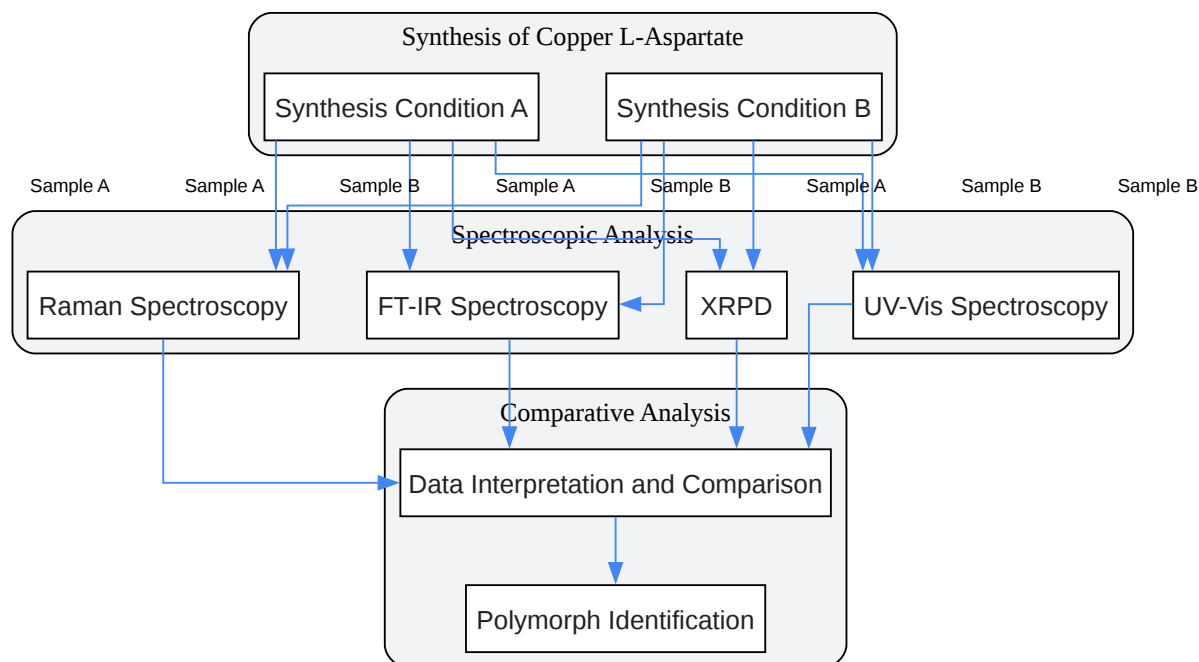 Synthesis of Copper L-Aspartate
Synthesis Condition A
Synthesis Condition B
Sample A
Sample A
Sample B
Sample A
Sample B
Sample A
Sample B
Sample B
Spectroscopic Analysis
Raman Spectroscopy
FT-IR Spectroscopy
XRPD
UV-Vis Spectroscopy
Comparative Analysis
Data Interpretation and Comparison
Polymorph Identification